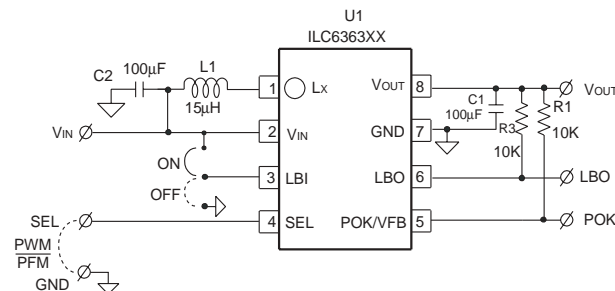 U1
ILC6363XX
C2
100µF
L1
15µH
1
LX
VOUT
8
VOUT
C1
100µF
R3
10K
R1
10K
VIN
2
VIN
GND
7
ON
OFF
3
LBI
LBO
6
LBO
SEL
4
SEL
POK/VFB
5
POK
PWM
PFM
GND